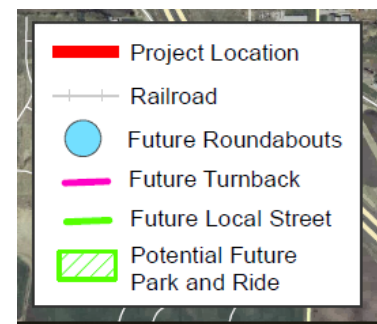 Project Location
Railroad
Future Roundabouts
Future Turnback
Future Local Street
Potential Future
Park and Ride